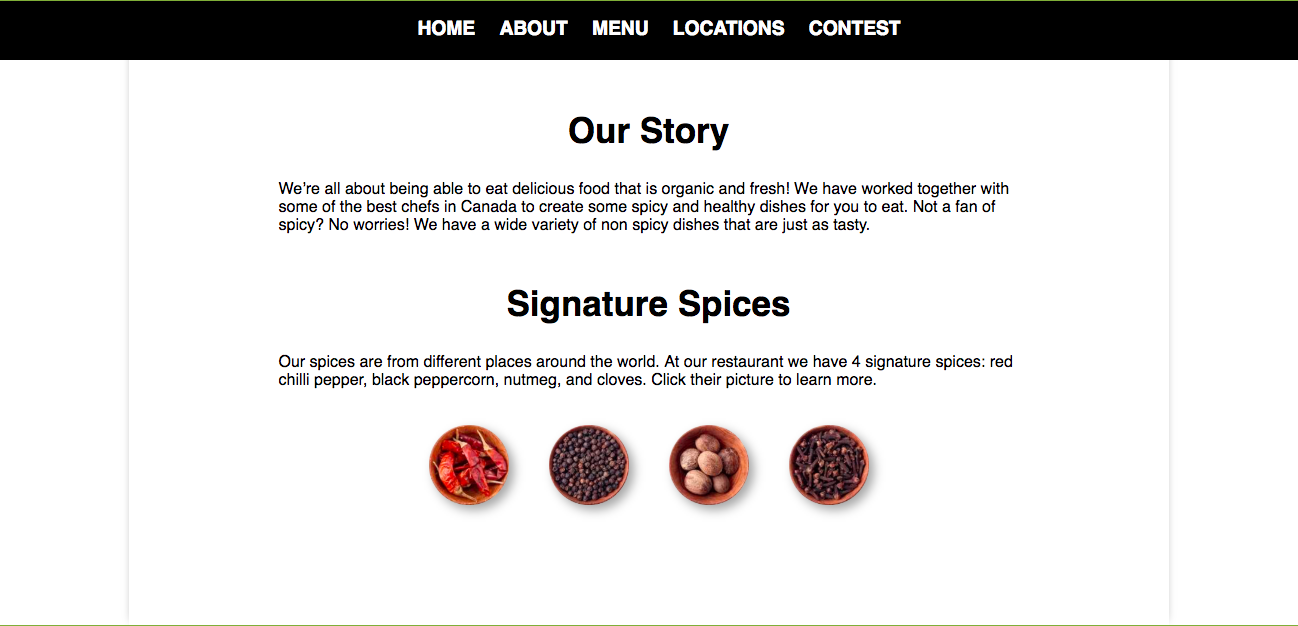 HOME ABOUT MENU LOCATIONS CONTEST
Our Story
We’re all about being able to eat delicious food that is organic and fresh! We have worked together with
some of the best chefs in Canada to create some spicy and healthy dishes for you to eat. Not a fan of
spicy? No worries! We have a wide variety of non spicy dishes that are just as tasty.
Signature Spices
Our spices are from different places around the world. At our restaurant we have 4 signature spices: red
chilli pepper, black peppercorn, nutmeg, and cloves. Click their picture to learn more.